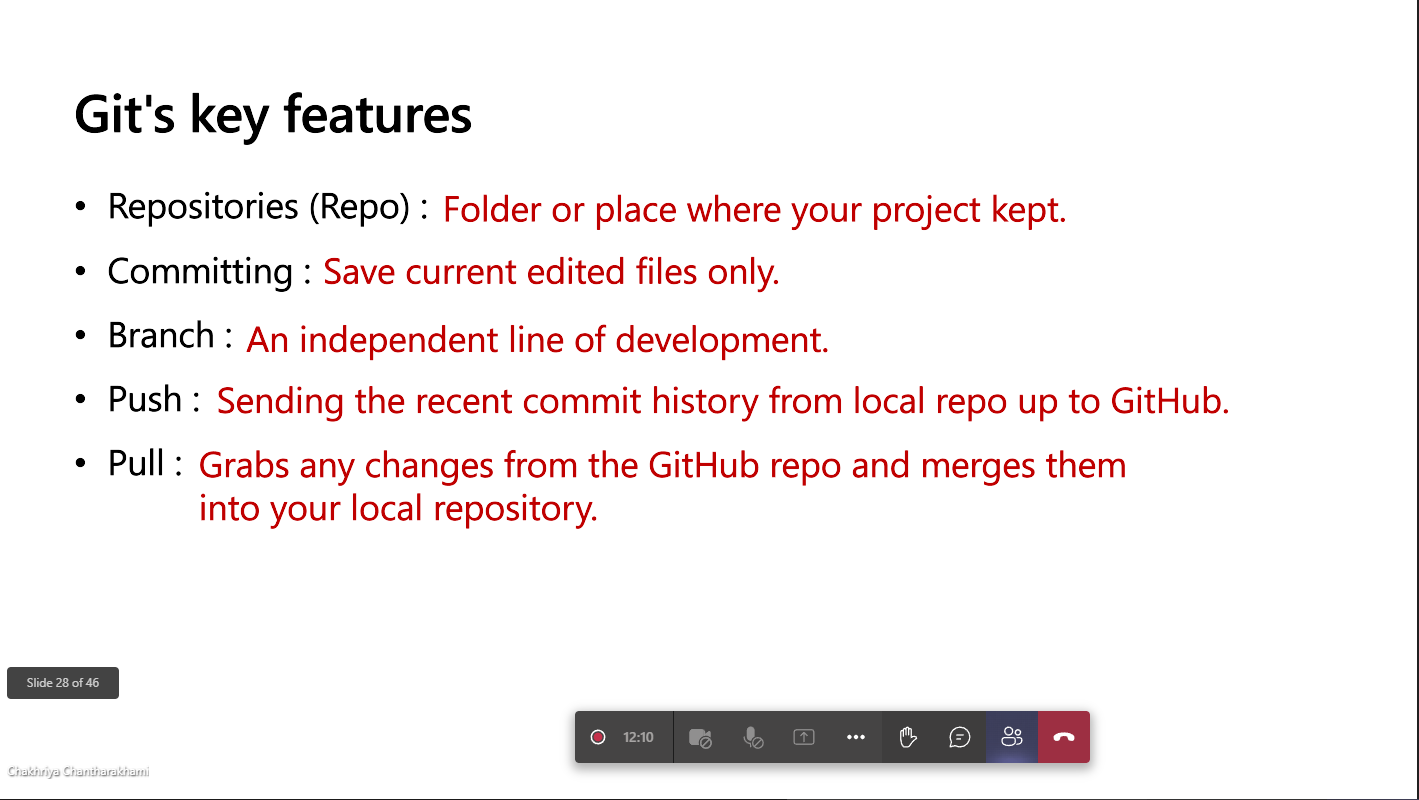 Git's key features
• Repositories (Repo) : Folder or place where your project kept.
• Committing : Save current edited files only.
• Branch : An independent line of development.
• Push : Sending the recent commit history from local repo up to GitHub.
• Pull : Grabs any changes from the GitHub repo and merges them
into your local repository.
Slide 28 of 46
12:10
Chakhriya Chantharakhami